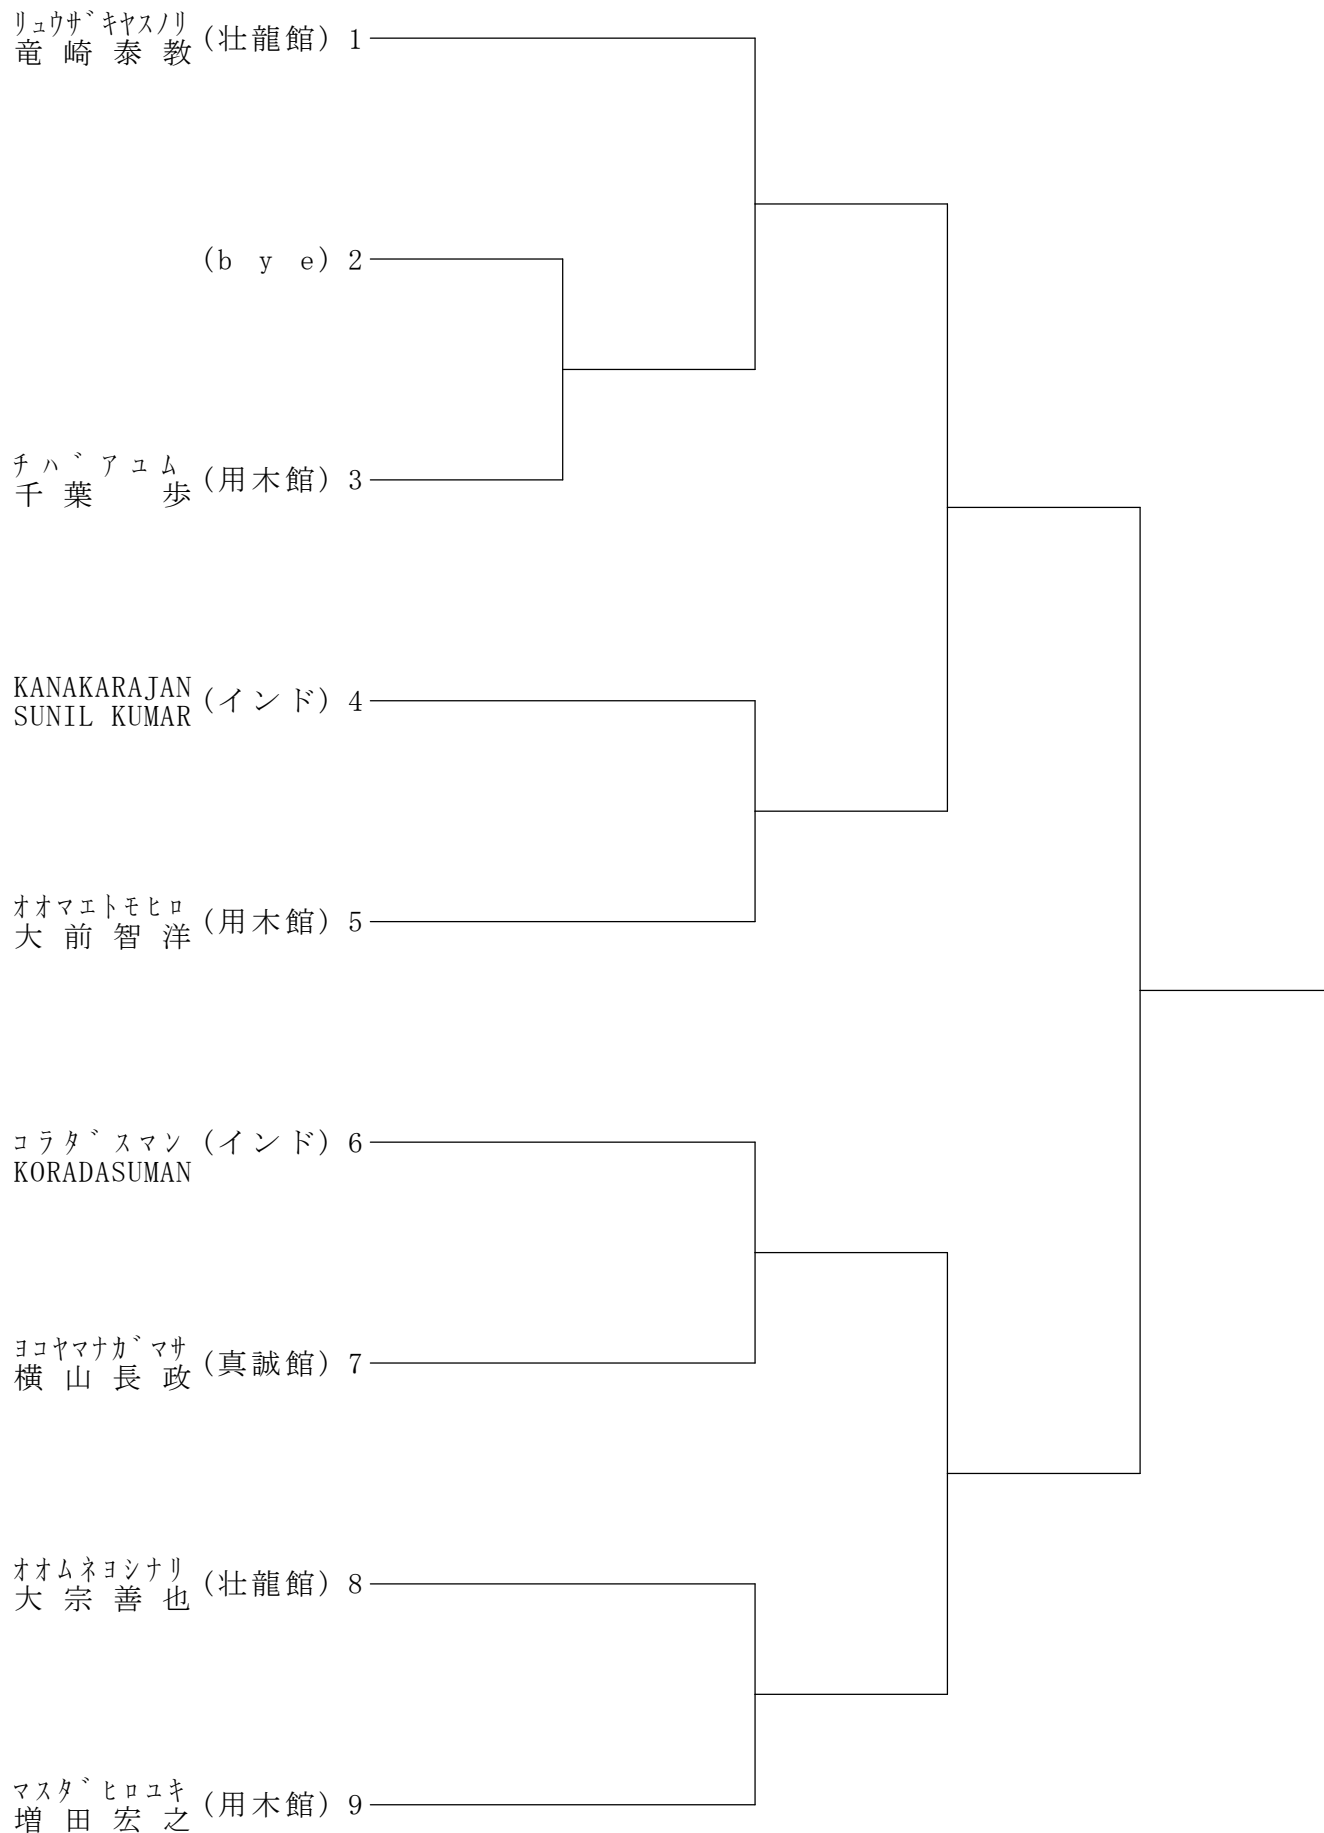 リュウザキヤスノリ
竜崎泰教 (壮龍館) 1
(bye) 2
チバアユム
千葉 歩 (用木館) 3
KANAKARAJAN
SUNIL KUMAR (インド) 4
オオマエトモヒロ
大前智洋 (用木館) 5
コラダスマン (インド) 6
KORADASUMAN
ヨコヤマナガマサ
横山長政 (真誠館) 7
オオムネヨシナリ
大宗善也 (壮龍館) 8
マスダヒロユキ
増田宏之 (用木館) 9